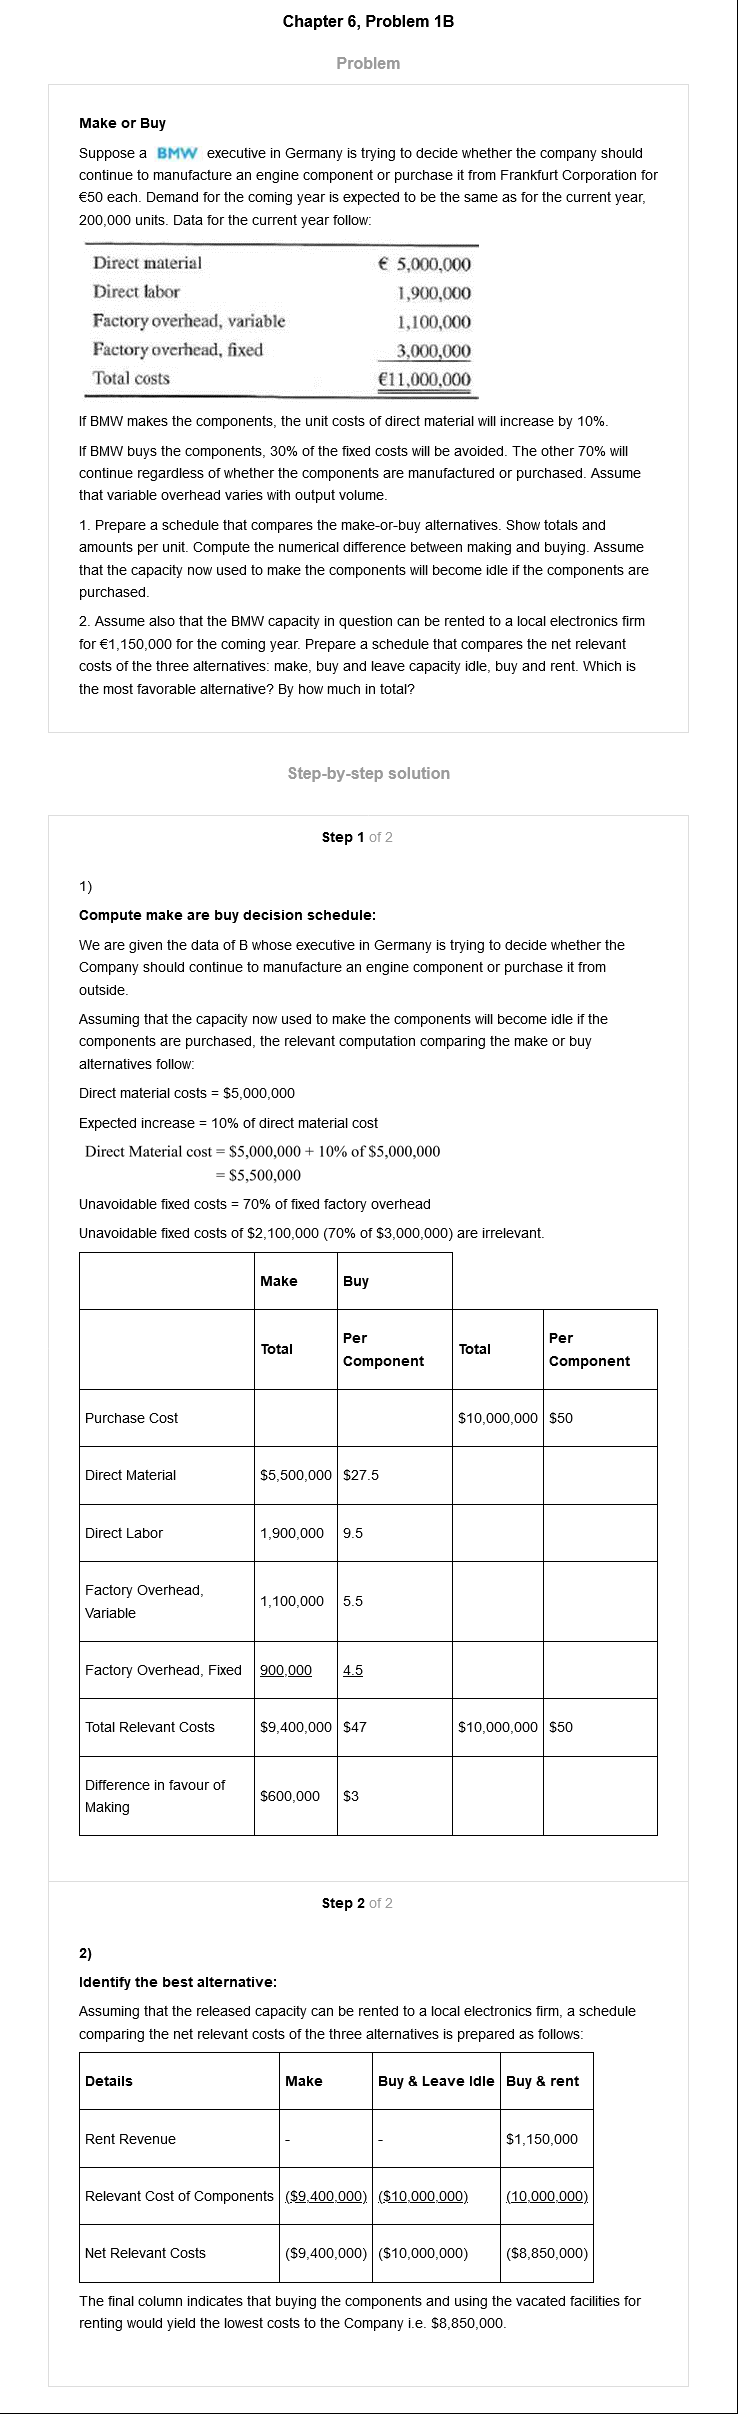 Chapter 6, Problem 1B
Problem
Make or Buy
Suppose a BMW executive in Germany is trying to decide whether the company should
continue to manufacture an engine component or purchase it from Frankfurt Corporation for
€50 each. Demand for the coming year is expected to be the same as for the current year,
200,000 units. Data for the current year follow:
Direct material € 5,000,000
Direct labor 1,900,000
Factory overhead, variable 1,100,000
Factory overhead, fixed 3,000,000
Total costs €11,000,000
If BMW makes the components, the unit costs of direct material will increase by 10%.
If BMW buys the components, 30% of the fixed costs will be avoided. The other 70% will
continue regardless of whether the components are manufactured or purchased. Assume
that variable overhead varies with output volume.
1. Prepare a schedule that compares the make-or-buy alternatives. Show totals and
amounts per unit. Compute the numerical difference between making and buying. Assume
that the capacity now used to make the components will become idle if the components are
purchased.
2. Assume also that the BMW capacity in question can be rented to a local electronics firm
for €1,150,000 for the coming year. Prepare a schedule that compares the net relevant
costs of the three alternatives: make, buy and leave capacity idle, buy and rent. Which is
the most favorable alternative? By how much in total?
Step-by-step solution
Step 1 of 2
1)
Compute make are buy decision schedule:
We are given the data of B whose executive in Germany is trying to decide whether the
Company should continue to manufacture an engine component or purchase it from
outside.
Assuming that the capacity now used to make the components will become idle if the
components are purchased, the relevant computation comparing the make or buy
alternatives follow:
Direct material costs = $5,000,000
Expected increase = 10% of direct material cost
Direct Material cost = $5,000,000 + 10% of $5,000,000
= $5,500,000
Unavoidable fixed costs = 70% of fixed factory overhead
Unavoidable fixed costs of $2,100,000 (70% of $3,000,000) are irrelevant.
Make Buy
Total Per Component Total Per Component
Purchase Cost $10,000,000 $50
Direct Material $5,500,000 $27.5
Direct Labor 1,900,000 9.5
Factory Overhead, Variable 1,100,000 5.5
Factory Overhead, Fixed 900,000 4.5
Total Relevant Costs $9,400,000 $47 $10,000,000 $50
Difference in favour of Making $600,000 $3
Step 2 of 2
2)
Identify the best alternative:
Assuming that the released capacity can be rented to a local electronics firm, a schedule
comparing the net relevant costs of the three alternatives is prepared as follows:
Details Make Buy & Leave Idle Buy & rent
Rent Revenue - - $1,150,000
Relevant Cost of Components ($9,400,000) ($10,000,000) (10,000,000)
Net Relevant Costs ($9,400,000) ($10,000,000) ($8,850,000)
The final column indicates that buying the components and using the vacated facilities for
renting would yield the lowest costs to the Company i.e. $8,850,000.